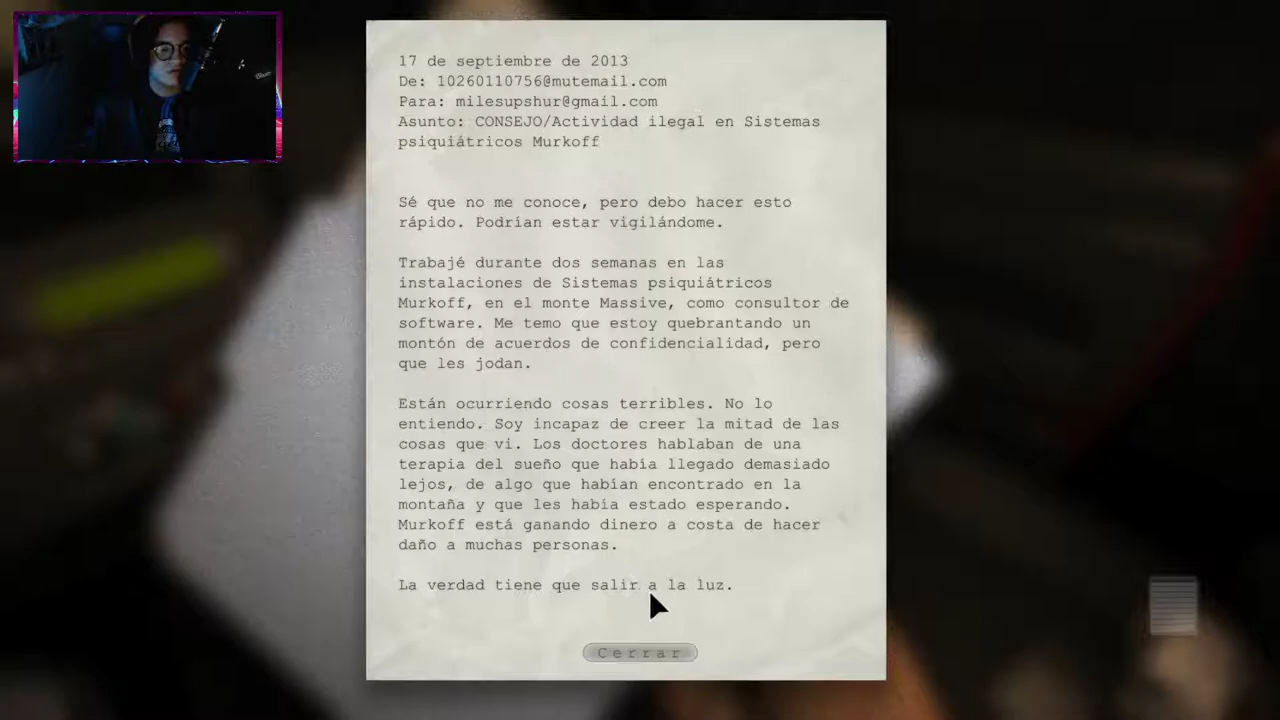 17 de septiembre de 2013
De: 10260110756@mutemail.com
Para: milesupshur@gmail.com
Asunto: CONSEJO/Actividad ilegal en Sistemas
psiquiátricos Murkoff
Sé que no me conoce, pero debo hacer esto
rápido. Podrían estar vigilándome.
Trabajé durante dos semanas en las
instalaciones de Sistemas psiquiátricos
Murkoff, en el monte Massive, como consultor de
software. Me temo que estoy quebrantando un
montón de acuerdos de confidencialidad, pero
que les jodan.
Están ocurriendo cosas terribles. No lo
entiendo. Soy incapaz de creer la mitad de las
cosas que vi. Los doctores hablaban de una
terapia del sueño que había llegado demasiado
lejos, de algo que habían encontrado en la
montaña y que les había estado esperando.
Murkoff está ganando dinero a costa de hacer
daño a muchas personas.
La verdad tiene que salir a la luz.
Cerrar
Blue